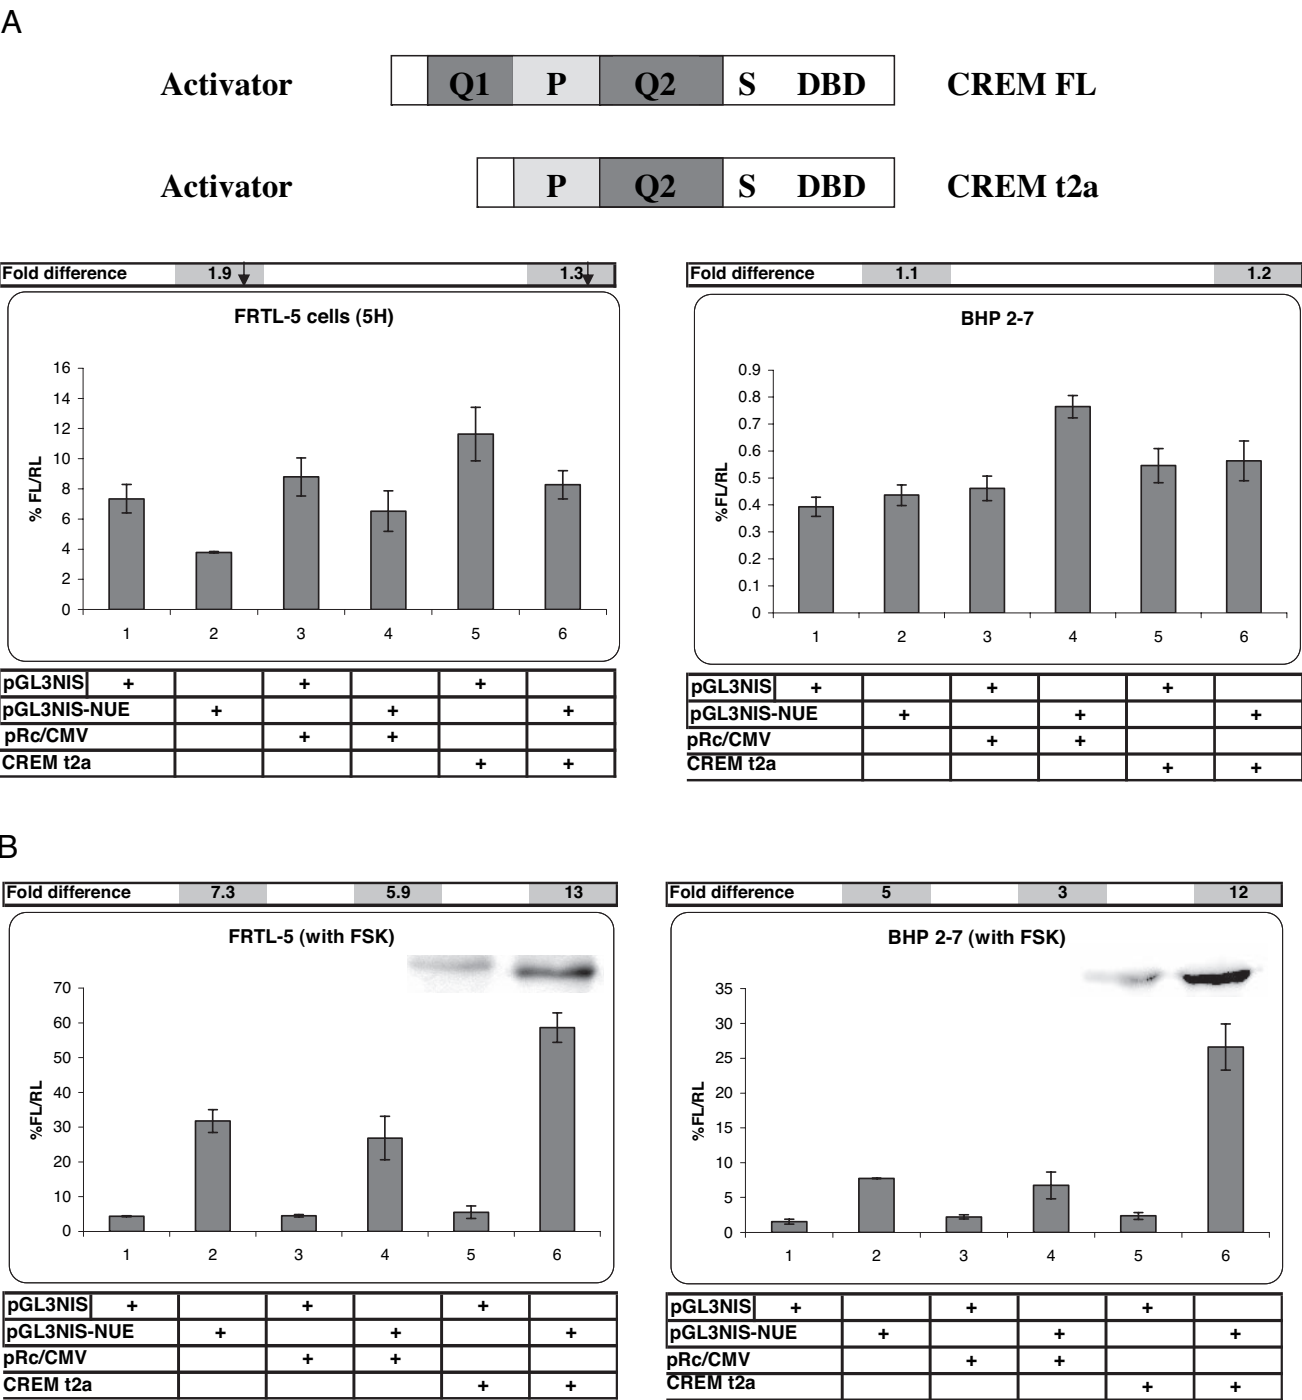 A
Activator Q1 P Q2 S DBD CREM FL
Activator P Q2 S DBD CREM t2a
Fold difference 1.9 1.3
FRTL-5 cells (5H)
% FL/RL
16
14
12
10
8
6
4
2
0
1 2 3 4 5 6
pGL3NIS + + +
pGL3NIS-NUE + + +
pRc/CMV + +
CREM t2a + +
Fold difference 1.1 1.2
BHP 2-7
%FL/RL
0.9
0.8
0.7
0.6
0.5
0.4
0.3
0.2
0.1
0
1 2 3 4 5 6
pGL3NIS + + +
pGL3NIS-NUE + + +
pRc/CMV + +
CREM t2a + +
B
Fold difference 7.3 5.9 13
FRTL-5 (with FSK)
%FL/RL
70
60
50
40
30
20
10
0
1 2 3 4 5 6
pGL3NIS + + +
pGL3NIS-NUE + + +
pRc/CMV + +
CREM t2a + +
Fold difference 5 3 12
BHP 2-7 (with FSK)
%FL/RL
35
30
25
20
15
10
5
0
1 2 3 4 5 6
pGL3NIS + + +
pGL3NIS-NUE + + +
pRc/CMV + +
CREM t2a + +